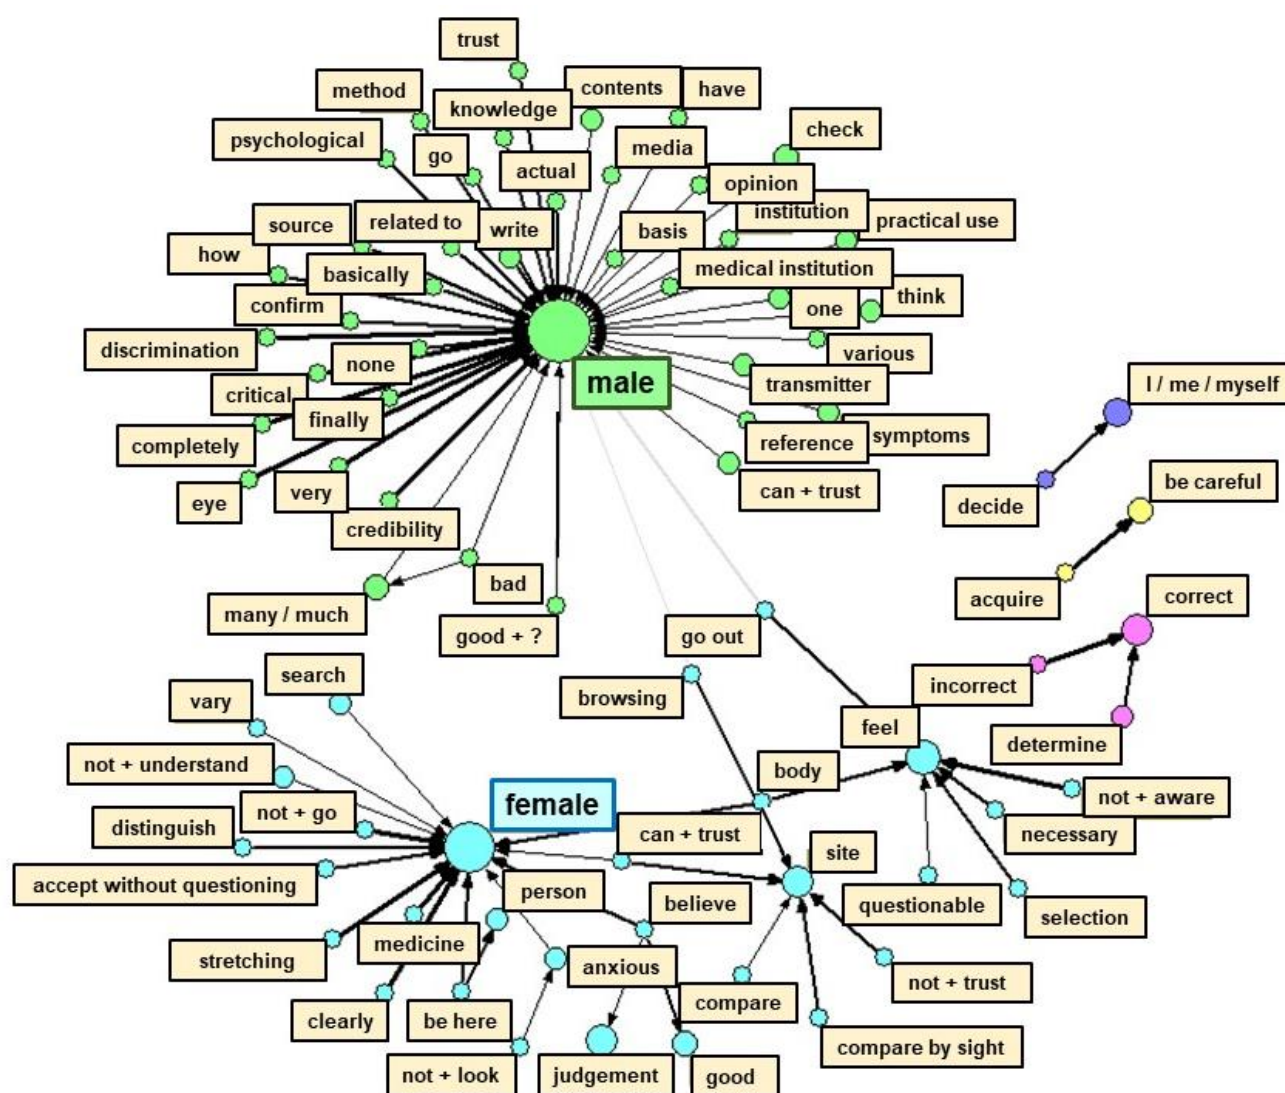 trust
method
contents
have
knowledge
check
psychological
go
media
actual
opinion
source
related to
write
basis
institution
practical use
how
basically
medical institution
confirm
one
think
discrimination
none
various
male
transmitter
critical
finally
I / me / myself
completely
reference
symptoms
eye
very
can + trust
be careful
decide
credibility
bad
acquire
correct
many / much
good + ?
go out
search
incorrect
vary
browsing
feel
determine
not + understand
body
female
not + aware
not + go
distinguish
can + trust
necessary
site
accept without questioning
person
believe
questionable
selection
medicine
stretching
anxious
not + trust
compare
clearly
be here
compare by sight
not + look
judgement
good